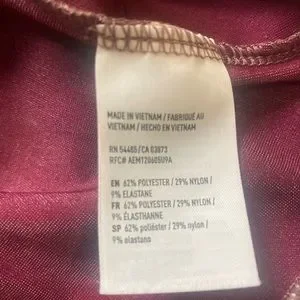 MADE IN VIETNAM / FABRIQUÉ AU
VIETNAM / HECHO EN VIETNAM
RN 54485/CA 03873
RFC# AEMTZ0605U9A
EN 62% POLYESTER / 29% NYLON /
9% ELASTANE
FR 62% POLYESTER / 29% NYLON /
9% ÉLASTHANNE
SP 62% poliéster / 29% nylon /
9% elastano